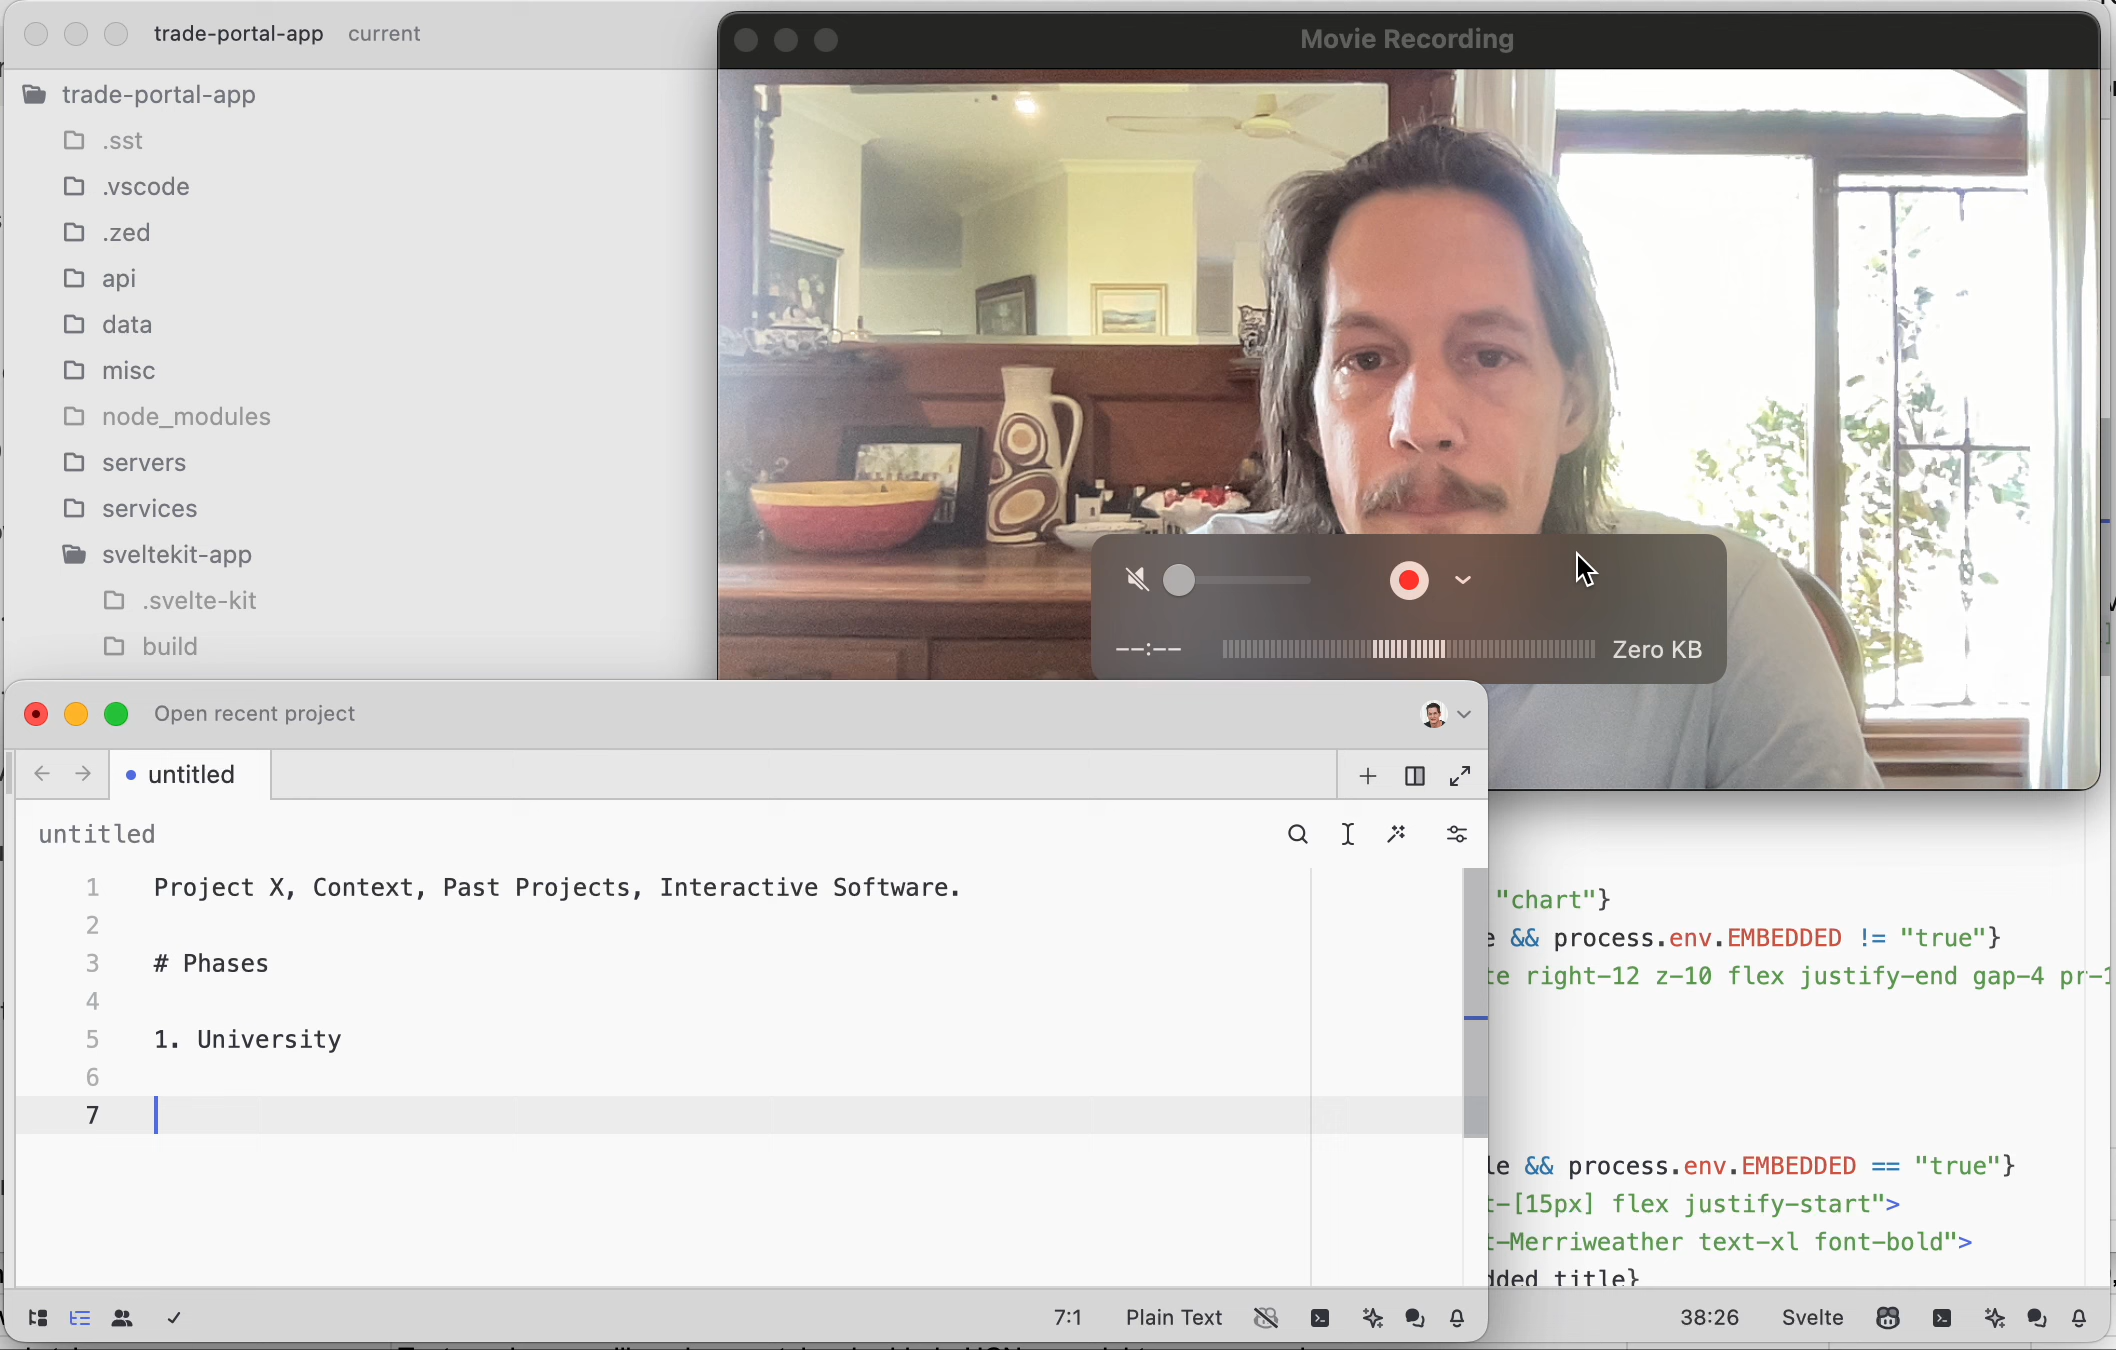 trade-portal-app current
Movie Recording
trade-portal-app
.sst
.vscode
.zed
api
data
misc
node_modules
servers
services
sveltekit-app
.svelte-kit
build
--:--
Zero KB
Open recent project
untitled
untitled
1 Project X, Context, Past Projects, Interactive Software.
2
3 # Phases
4
5 1. University
6
7
7:1 Plain Text
"chart"}
e && process.env.EMBEDDED != "true"}
te right-12 z-10 flex justify-end gap-4 pr-1
le && process.env.EMBEDDED == "true"}
t-[15px] flex justify-start">
t-Merriweather text-xl font-bold">
dded title}
38:26 Svelte